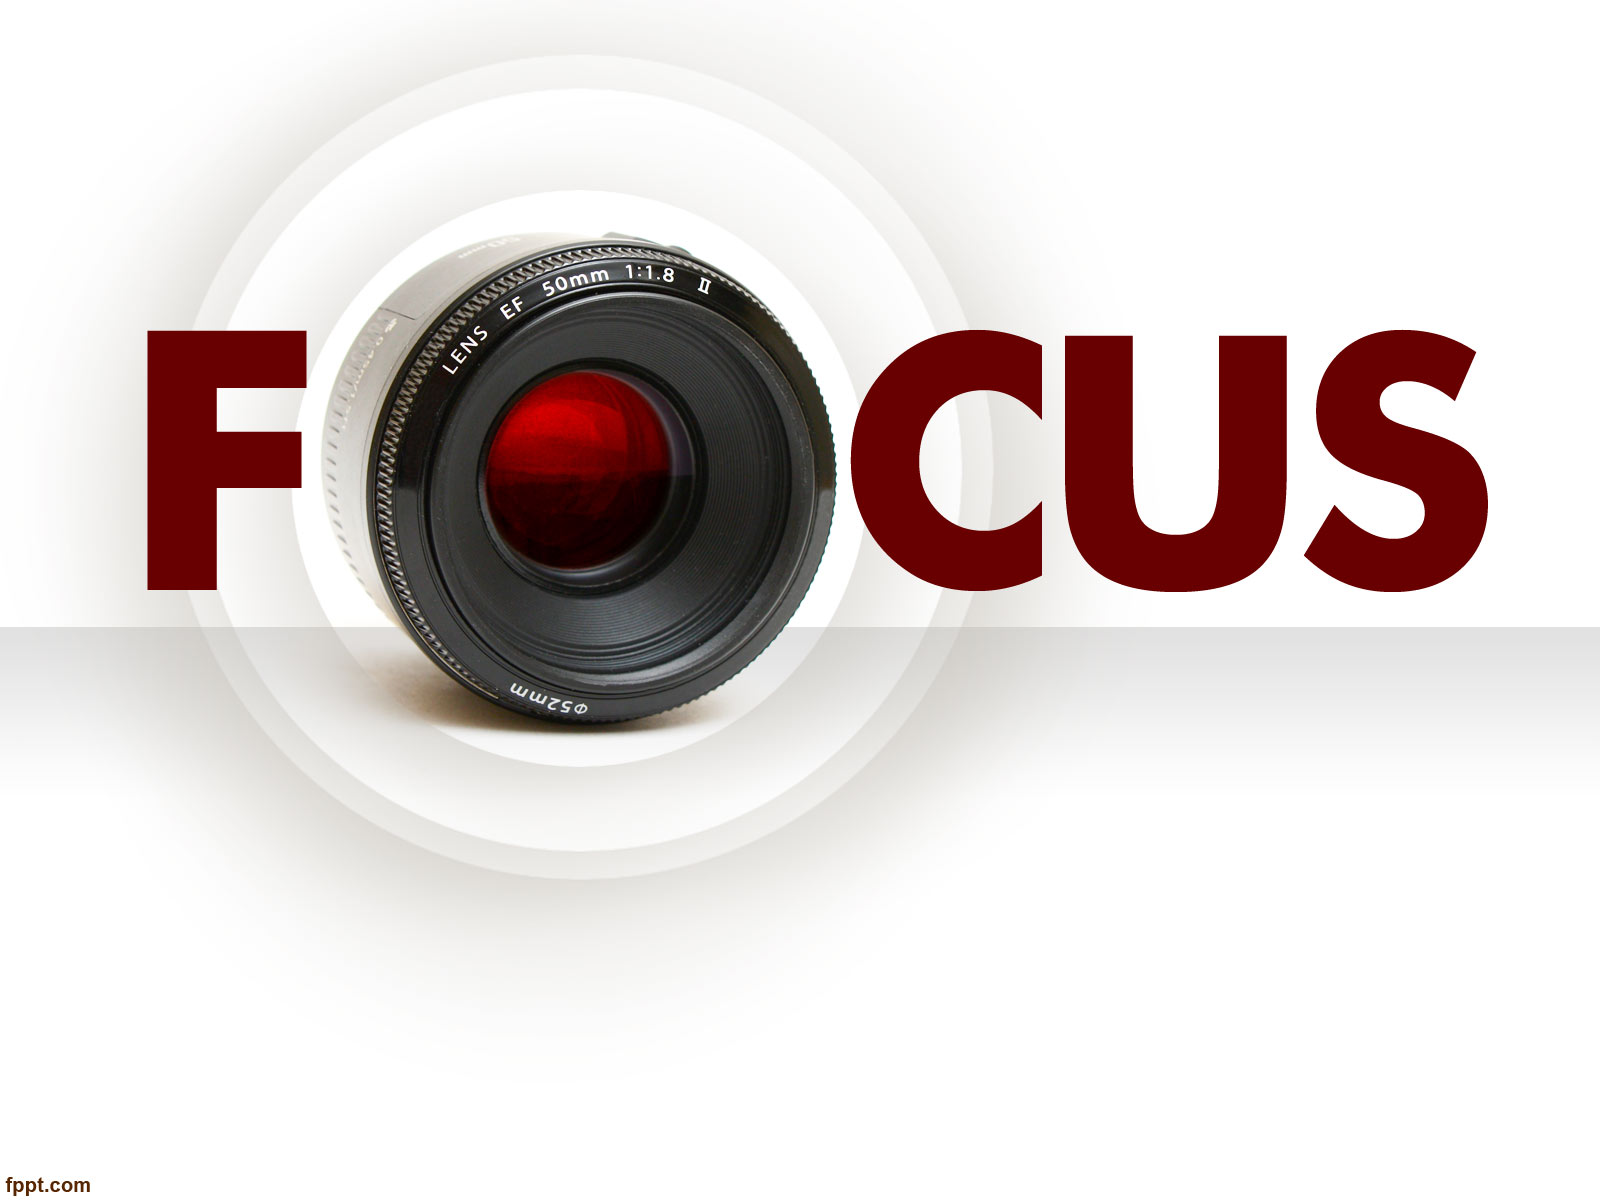 LENS EF 50mm 1:1.8 II
F CUS
Φ52mm
fppt.com